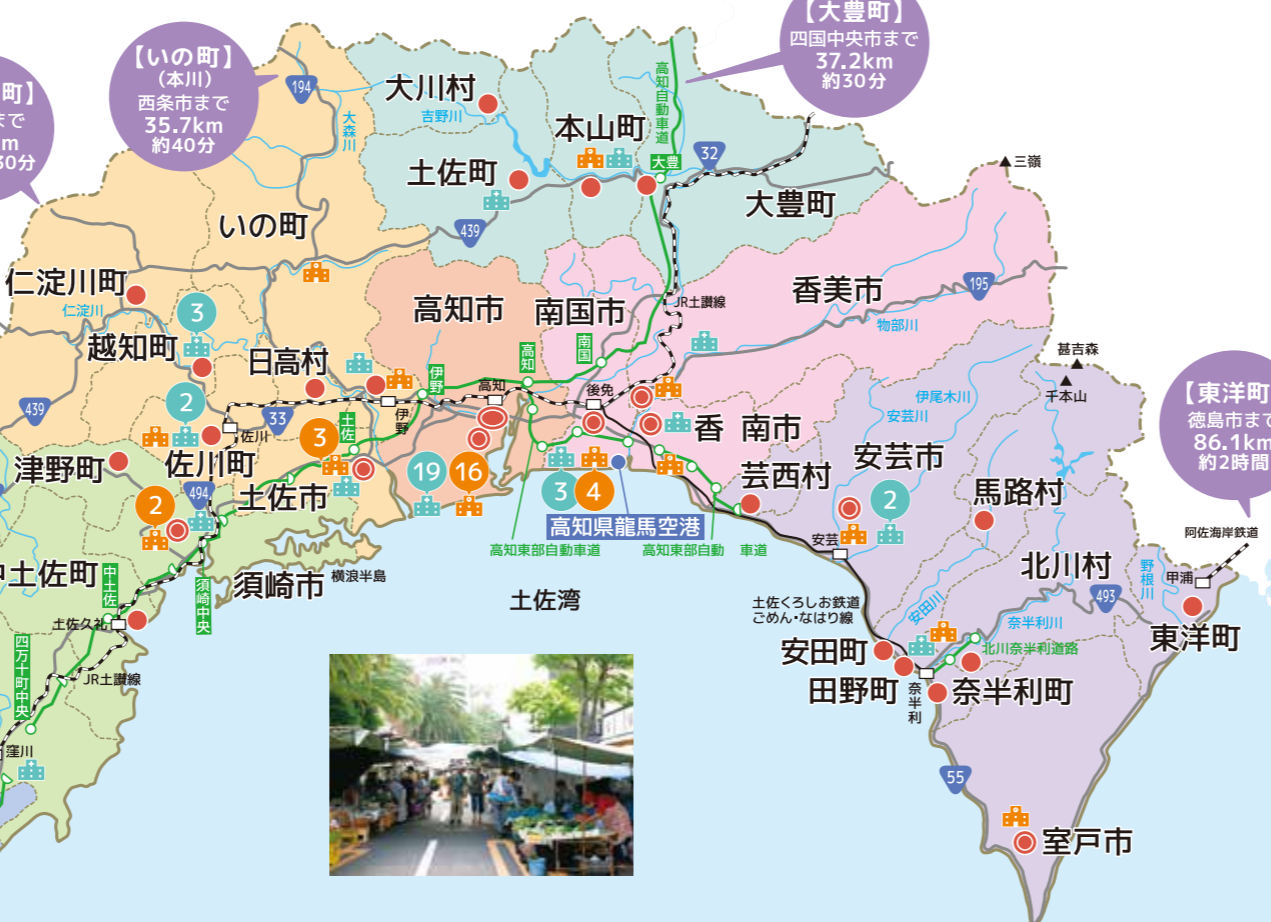 【いの町】
（本川）
西条市まで
35.7km
約40分
【大豊町】
四国中央市まで
37.2km
約30分
町】
まで
m
30分
194
大森川
大川村
吉野川
本山町
高知自動車道
大豊
32
土佐町
439
大豊町
三嶺
いの町
仁淀川町
仁淀川
3
越知町
日高村
高知市
南国市
JR土讃線
香美市
195
物部川
南国
高知
伊野
高知
後免
伊野
439
2
33
佐川
佐川町
3
土佐
土佐市
津野町
494
2
19
16
3
4
高知県龍馬空港
高知東部自動車道
高知東部自動 車道
香 南市
芸西村
安芸市
2
安芸
伊尾木川
安芸川
甚吉森
千本山
馬路村
【東洋町
徳島市まで
86.1km
約2時間
阿佐海岸鉄道
甲浦
野根川
東洋町
北川村
493
奈半利川
北川奈半利道路
安田川
土佐くろしお鉄道
ごめん・なはり線
安田町
田野町
奈半利
奈半利町
55
室戸市
土佐湾
須崎市
横浪半島
須崎中央
中土佐町
中土佐
土佐久礼
四万十町中央
JR土讃線
窪川